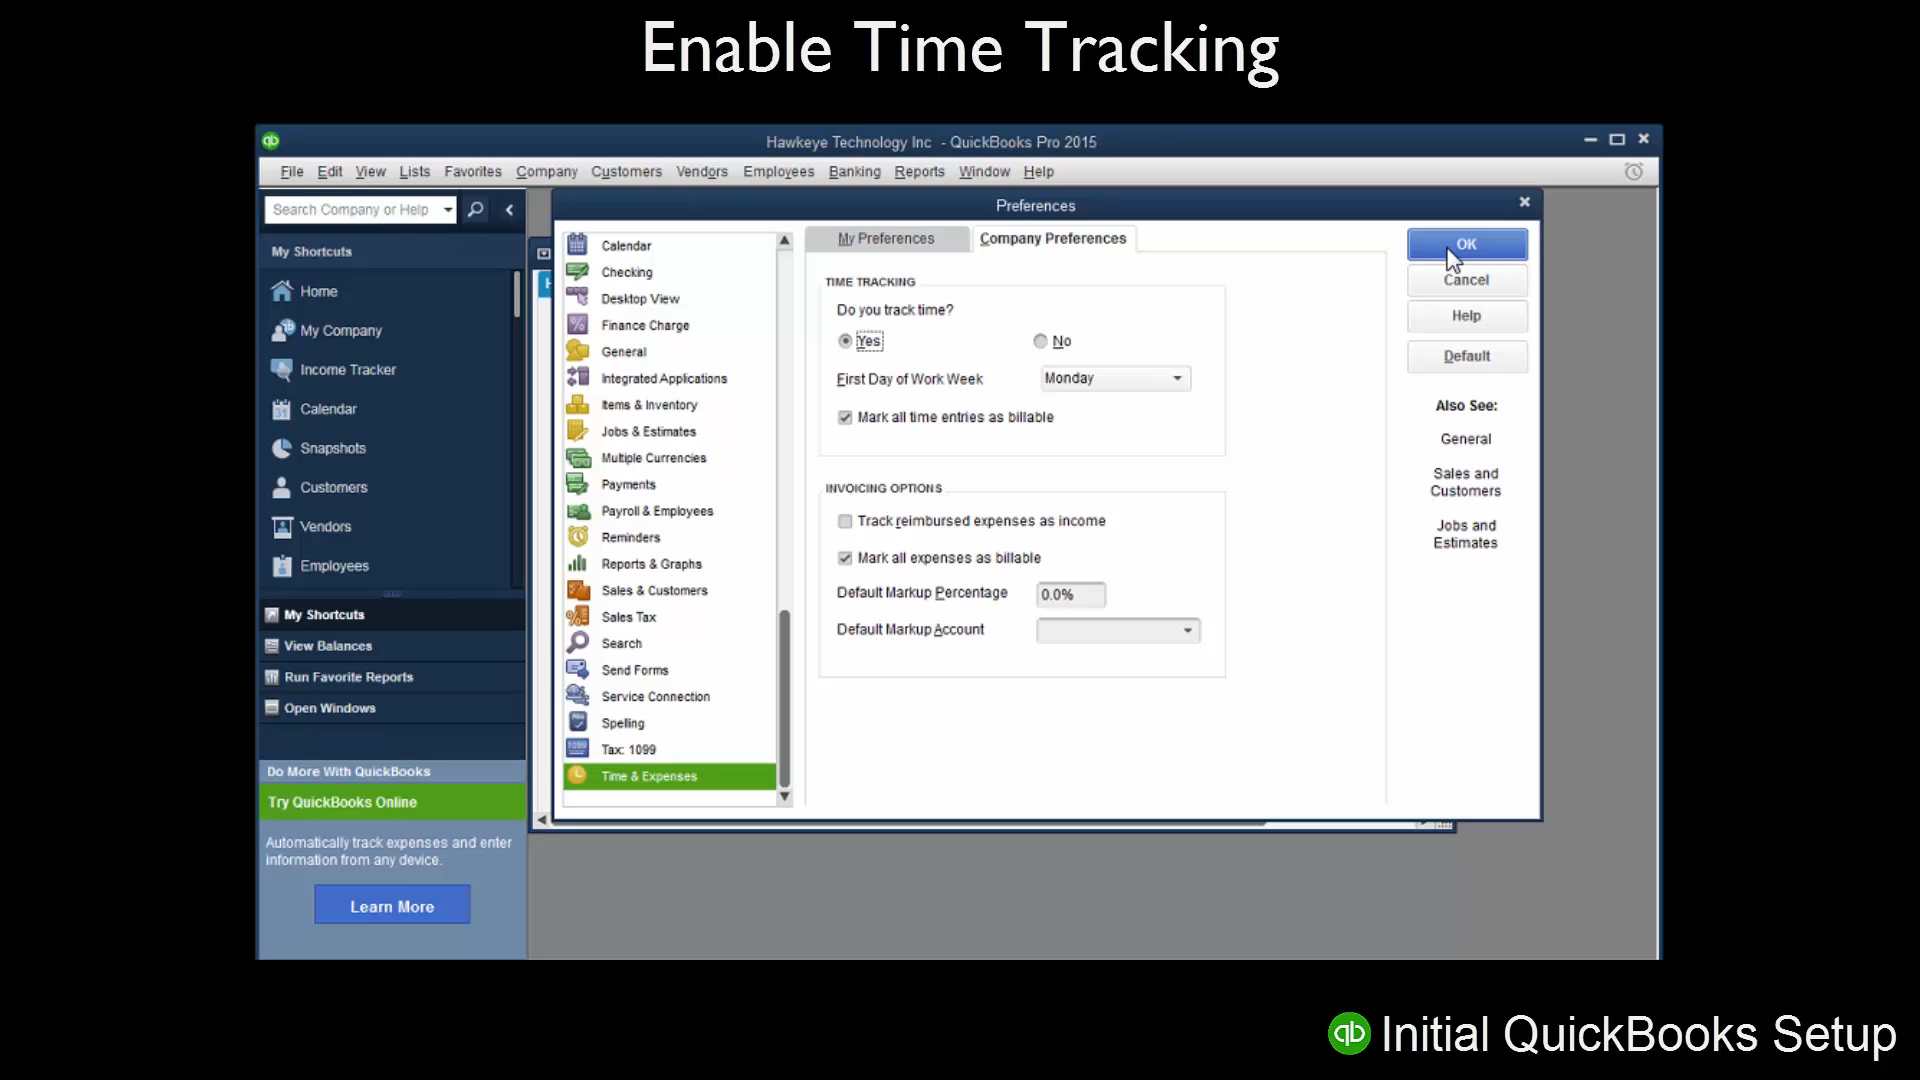 Enable Time Tracking
Hawkeye Technology Inc - QuickBooks Pro 2015
File Edit View Lists Favorites Company Customers Vendors Employees Banking Reports Window Help
Search Company or Help
My Shortcuts
Home
My Company
Income Tracker
Calendar
Snapshots
Customers
Vendors
Employees
My Shortcuts
View Balances
Run Favorite Reports
Open Windows
Do More With QuickBooks
Try QuickBooks Online
Automatically track expenses and enter
information from any device.
Learn More
Preferences
Calendar
Checking
Desktop View
Finance Charge
General
Integrated Applications
Items & Inventory
Jobs & Estimates
Multiple Currencies
Payments
Payroll & Employees
Reminders
Reports & Graphs
Sales & Customers
Sales Tax
Search
Send Forms
Service Connection
Spelling
Tax: 1099
Time & Expenses
My Preferences Company Preferences
TIME TRACKING
Do you track time?
Yes No
First Day of Work Week Monday
Mark all time entries as billable
INVOICING OPTIONS
Track reimbursed expenses as income
Mark all expenses as billable
Default Markup Percentage 0.0%
Default Markup Account
OK
Cancel
Help
Default
Also See:
General
Sales and
Customers
Jobs and
Estimates
qb Initial QuickBooks Setup